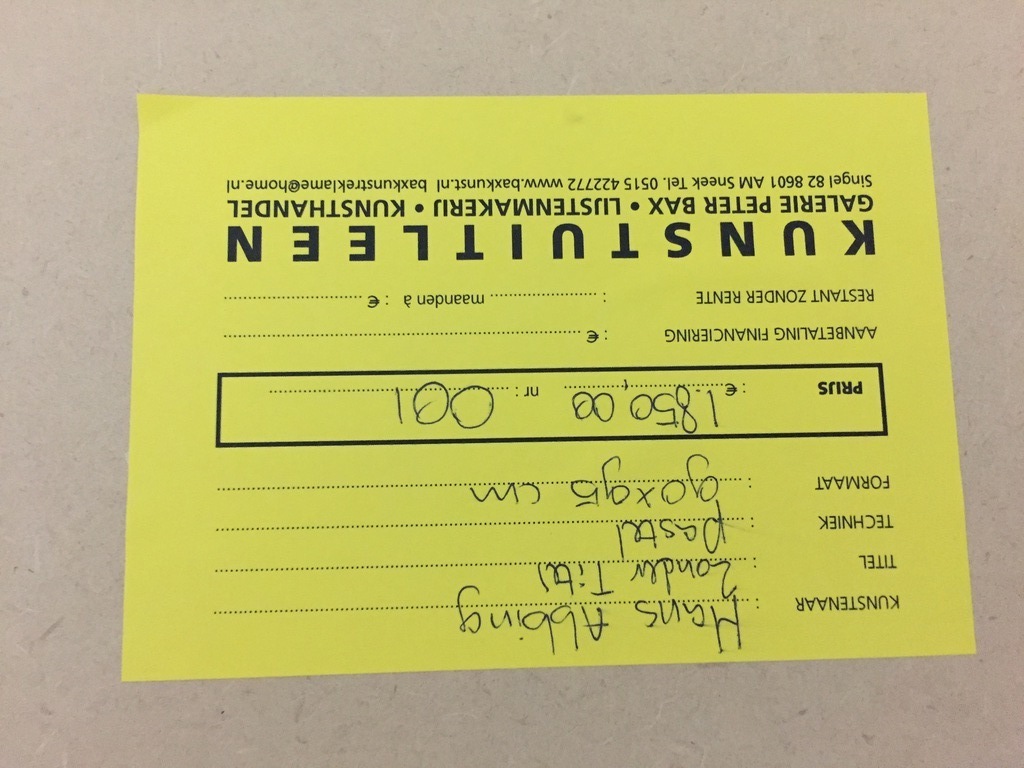 KUNSTENAAR : Hans Abbing
TITEL : Zonder Titel
TECHNIEK : pastel
FORMAAT : 90x95 cm
PRIJS : € 1.850,00 nr : 001
AANBETALING FINANCIERING : €
RESTANT ZONDER RENTE : maanden à : €
KUNSTUITLEEN
GALERIE PETER BAX • LIJSTENMAKERIJ • KUNSTHANDEL
Singel 82 8601 AM Sneek Tel. 0515 422772 www.baxkunst.nl baxkunstreklame@home.nl